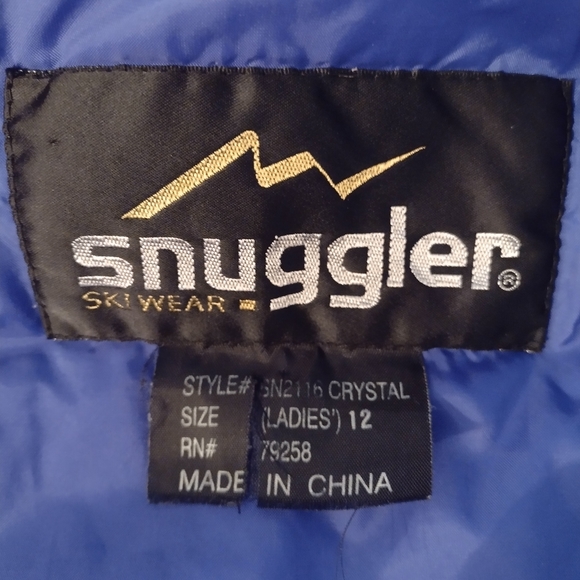 snuggler®
SKI WEAR
STYLE# SN2116 CRYSTAL
SIZE (LADIES') 12
RN# 79258
MADE IN CHINA